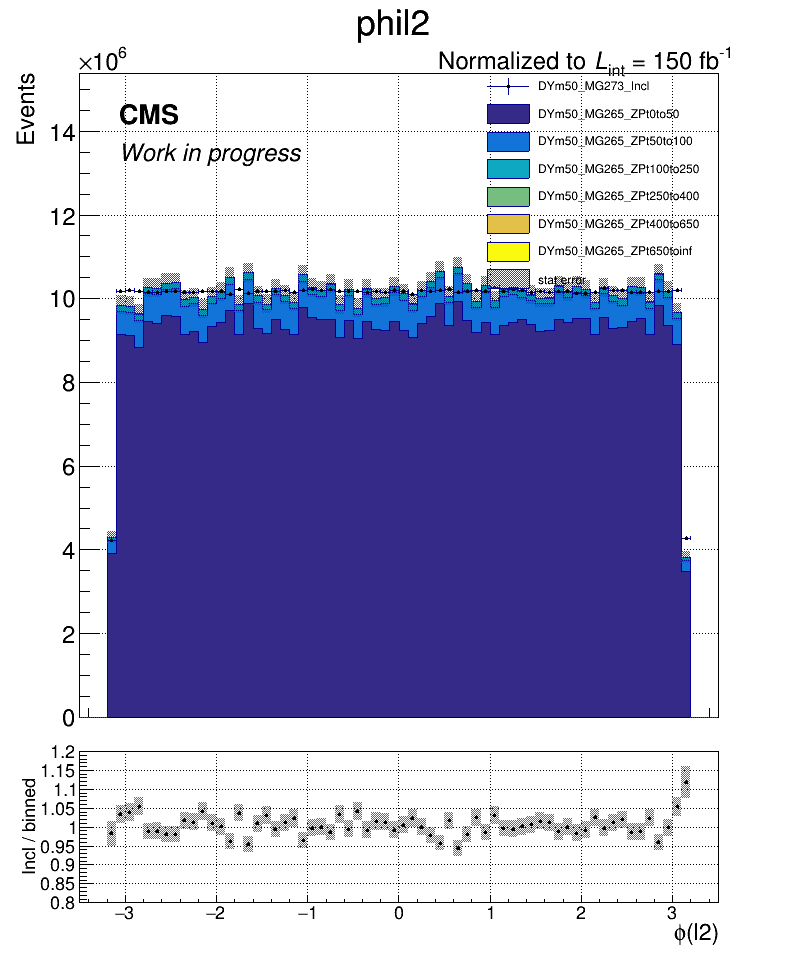 phil2
×10⁶
Normalized to L_int = 150 fb⁻¹
Events
CMS
Work in progress
DYm50_MG273_Incl
DYm50_MG265_ZPt0to50
DYm50_MG265_ZPt50to100
DYm50_MG265_ZPt100to250
DYm50_MG265_ZPt250to400
DYm50_MG265_ZPt400to650
DYm50_MG265_ZPt650toinf
stat error
14
12
10
8
6
4
2
0
Incl / binned
1.2
1.15
1.1
1.05
1
0.95
0.9
0.85
0.8
−3 −2 −1 0 1 2 3
ϕ(l2)